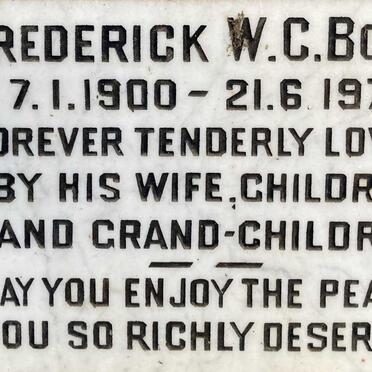 REDERICK W.C.BO
7.1.1900 - 21.6.197
OREVER TENDERLY LOV
BY HIS WIFE, CHILDR
AND GRAND-CHILDR
AY YOU ENJOY THE PEA
OU SO RICHLY DESER